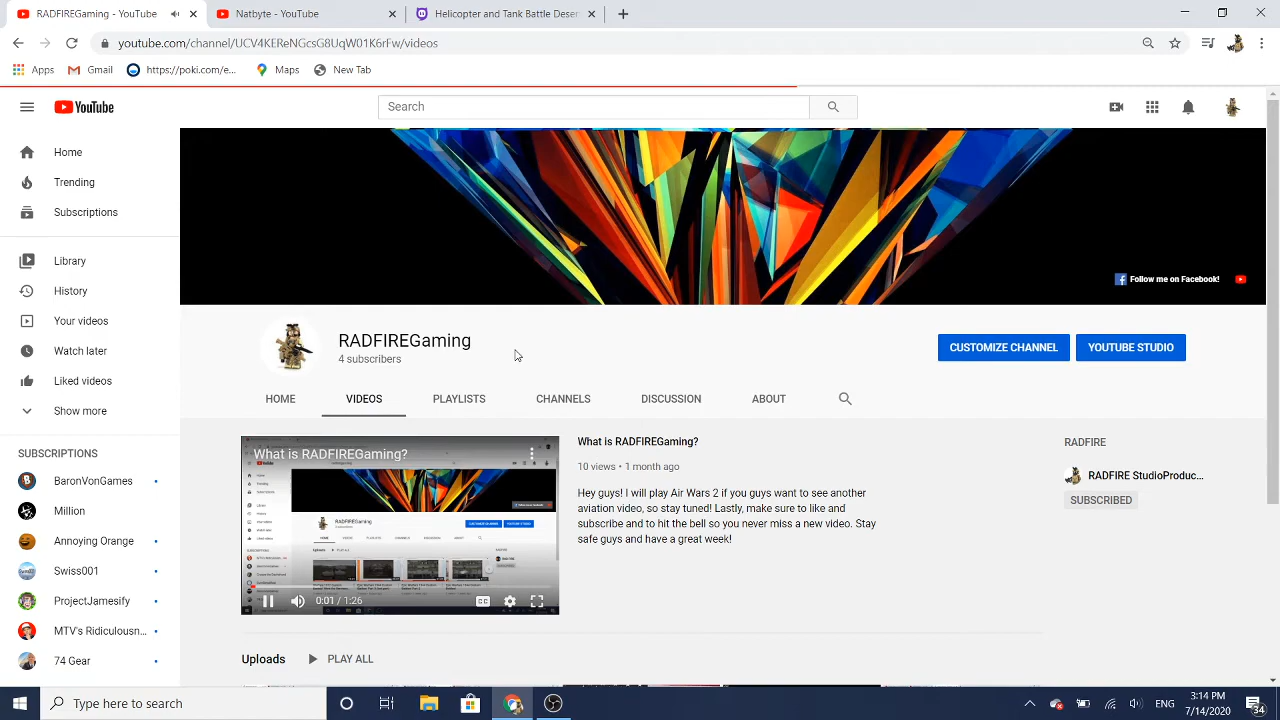 RADFIREGaming - YouTube
RADFIRE Yard - YouTube
Hedgehog and Tank Battle Deser
youtube.com/channel/UCV4KERNgCcsG8UqW01K6rFw/videos
Apps
Gmail
https://poki.com/e...
Maps
New Tab
YouTube
Search
Home
Trending
Subscriptions
Library
History
Your videos
Watch later
Liked videos
Show more
SUBSCRIPTIONS
BaronVonGames
Million
Annoying Orange
Swiss001
Studio C
MTV's Ridiculousn...
74 Gear
Follow me on Facebook!
RADFIREGaming
4 subscribers
CUSTOMIZE CHANNEL
YOUTUBE STUDIO
HOME
VIDEOS
PLAYLISTS
CHANNELS
DISCUSSION
ABOUT
What is RADFIREGaming?
0:01 / 1:26
What is RADFIREGaming?
10 views • 1 month ago
Hey guys! I will play Air Wars 2 if you guys want to see another
aviation video, so stay tuned! Lastly, make sure to like,
subscribe and to hit the bell so you never miss a new video. Stay
safe guys and have a great week!
RADFIRE
RADFIRE StudioProduc...
SUBSCRIBED
Uploads
PLAY ALL
Type here to search
ENG
3:14 PM
7/14/2020
34